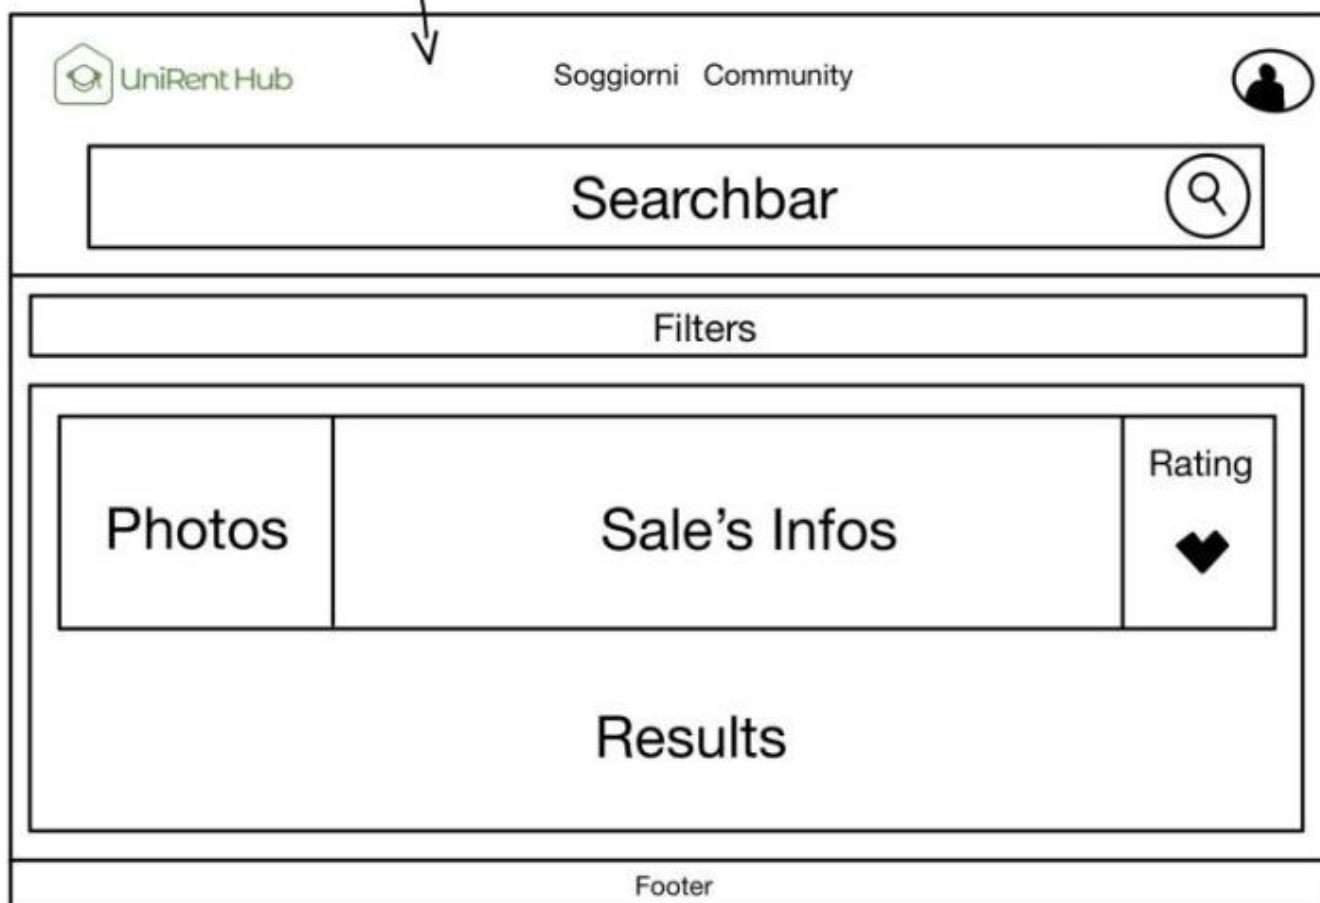 UniRent Hub
Soggiorni Community
Searchbar
Filters
Photos
Sale’s Infos
Rating
Results
Footer